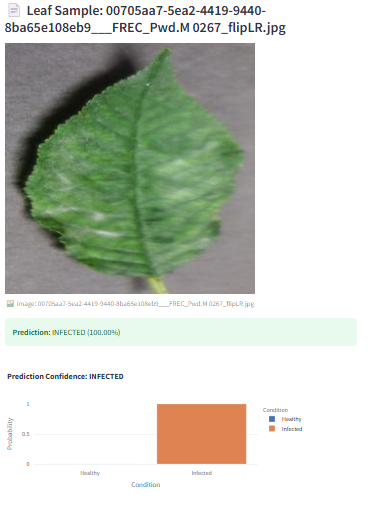 Leaf Sample: 00705aa7-5ea2-4419-9440-
8ba65e108eb9___FREC_Pwd.M 0267_flipLR.jpg
Image: 00705aa7-5ea2-4419-9440-8ba65e108eb9___FREC_Pwd.M 0267_flipLR.jpg
Prediction: INFECTED (100.00%)
Prediction Confidence: INFECTED
Condition
Healthy
Infected
1
0.5
0
Probability
Healthy
Infected
Condition